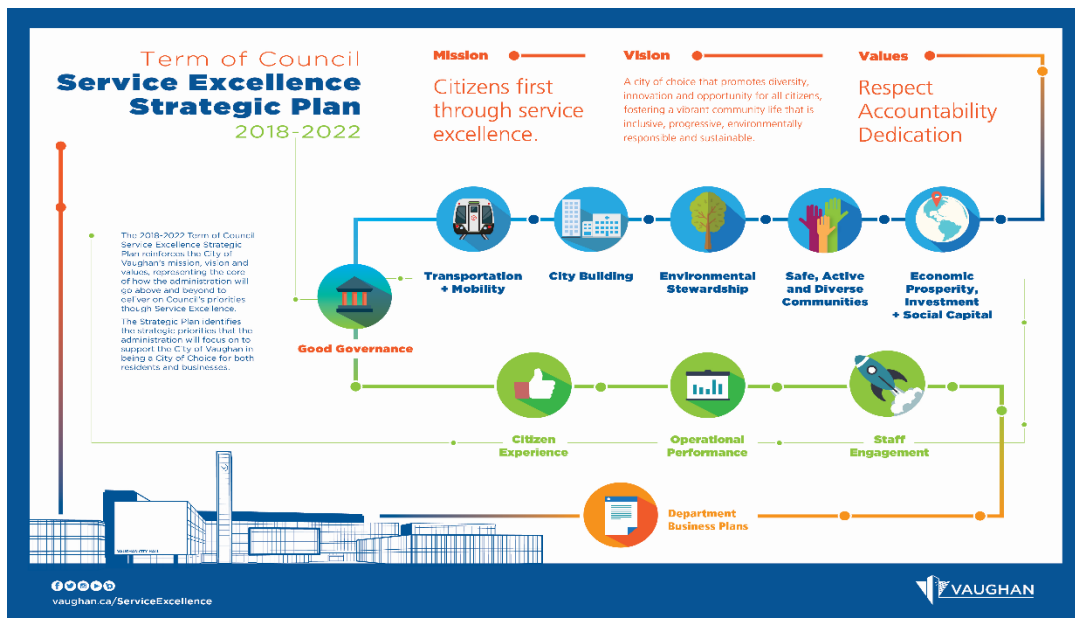 Term of Council
Service Excellence
Strategic Plan
2018-2022
Mission
Citizens first
through service
excellence.
Vision
A city of choice that promotes diversity,
innovation and opportunity for all citizens,
fostering a vibrant community life that is
inclusive, progressive, environmentally
responsible and sustainable.
Values
Respect
Accountability
Dedication
The 2018-2022 Term of Council
Service Excellence Strategic
Plan reinforces the City of
Vaughan's mission, vision and
values, representing the core
of how the administration will
go above and beyond to
deliver on Council's priorities
though Service Excellence.
The Strategic Plan identifies
the strategic priorities that the
administration will focus on to
support the City of Vaughan in
being a City of Choice for both
residents and businesses.
Transportation
+ Mobility
City Building
Environmental
Stewardship
Safe, Active
and Diverse
Communities
Economic
Prosperity,
Investment
+ Social Capital
Good Governance
Citizen
Experience
Operational
Performance
Staff
Engagement
Department
Business Plans
VAUGHAN CITY HALL
vaughan.ca/ServiceExcellence
VAUGHAN